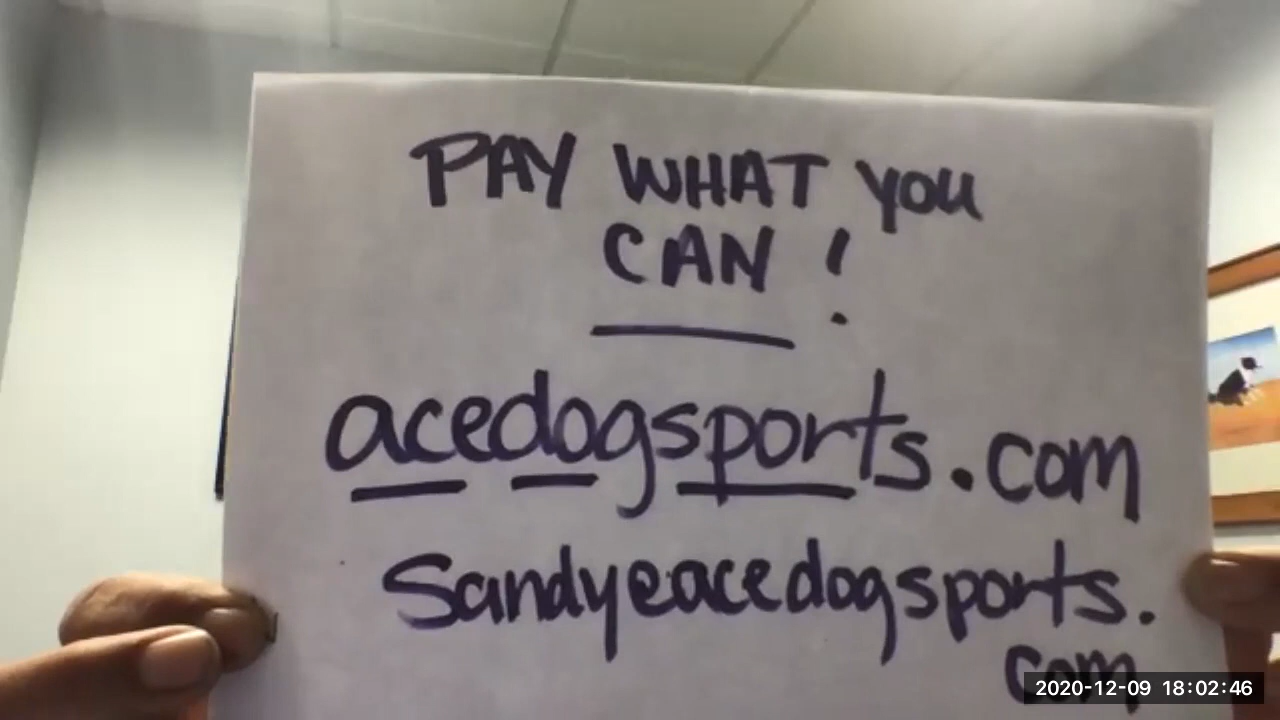 PAY WHAT YOU
CAN!
acedogsports.com
Sandyeacedogsports.
com
2020-12-09 18:02:46